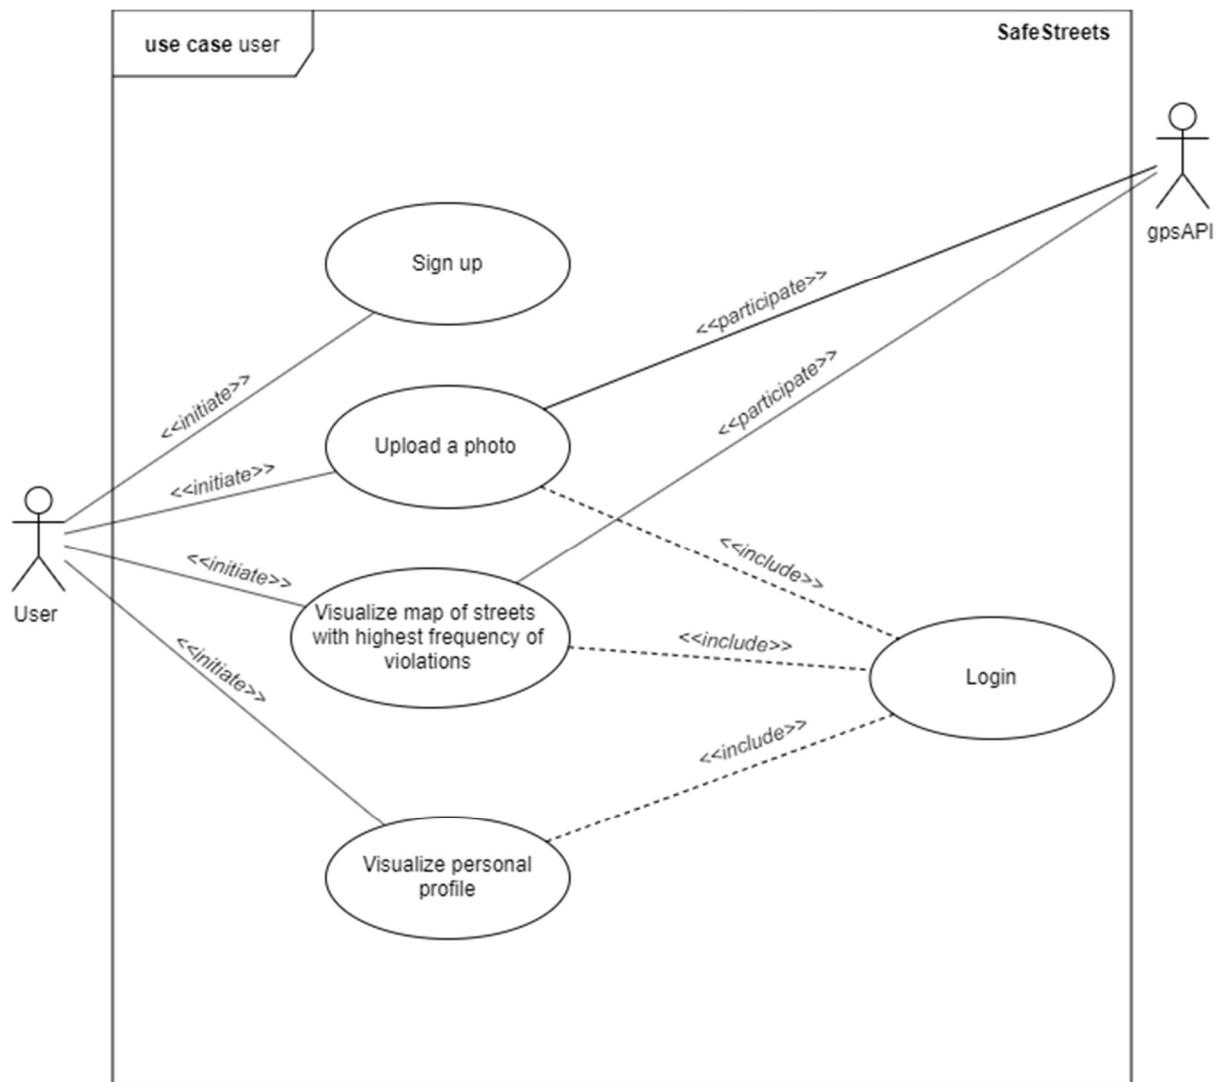 use case user
SafeStreets
gpsAPI
Sign up
<<participate>>
<<participate>>
<<initiate>>
Upload a photo
<<initiate>>
<<initiate>>
<<include>>
User
Visualize map of streets
with highest frequency of
violations
<<include>>
<<initiate>>
Login
<<include>>
Visualize personal
profile